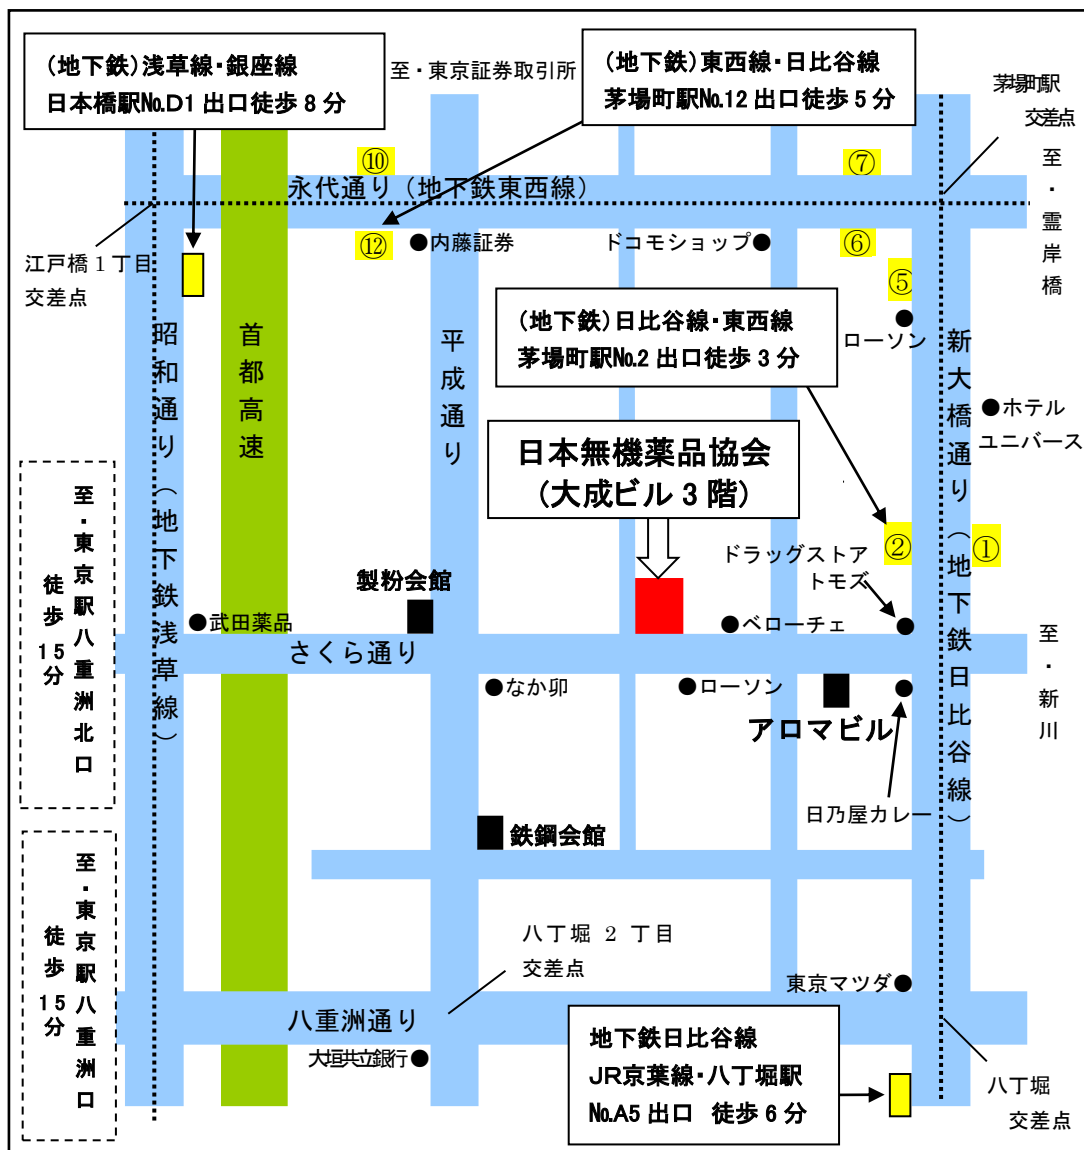 (地下鉄)浅草線・銀座線
日本橋駅No.D1 出口徒歩 8 分
至・東京証券取引所
(地下鉄)東西線・日比谷線
茅場町駅No.12 出口徒歩 5 分
茅場町駅
交差点
至・霊岸橋
⑩
⑦
永代通り（地下鉄東西線）
⑫
●内藤証券
ドコモショップ●
⑥
⑤
江戸橋１丁目
交差点
(地下鉄)日比谷線・東西線
茅場町駅No.2 出口徒歩 3 分
ローソン
昭和通り（地下鉄浅草線）
首都高速
平成通り
新大橋通り（地下鉄日比谷線）
●ホテル
ユニバース
日本無機薬品協会
(大成ビル 3 階)
至・東京駅八重洲北口
徒歩 15 分
②
①
ドラッグストア
トモズ
製粉会館
●武田薬品
●ベローチェ
さくら通り
至・新川
●なか卯
●ローソン
アロマビル
日乃屋カレー
鉄鋼会館
至・東京駅八重洲口
徒歩 15 分
八丁堀 2 丁目
交差点
東京マツダ●
八重洲通り
大垣共立銀行●
地下鉄日比谷線
JR京葉線・八丁堀駅
No.A5 出口 徒歩 6 分
八丁堀
交差点